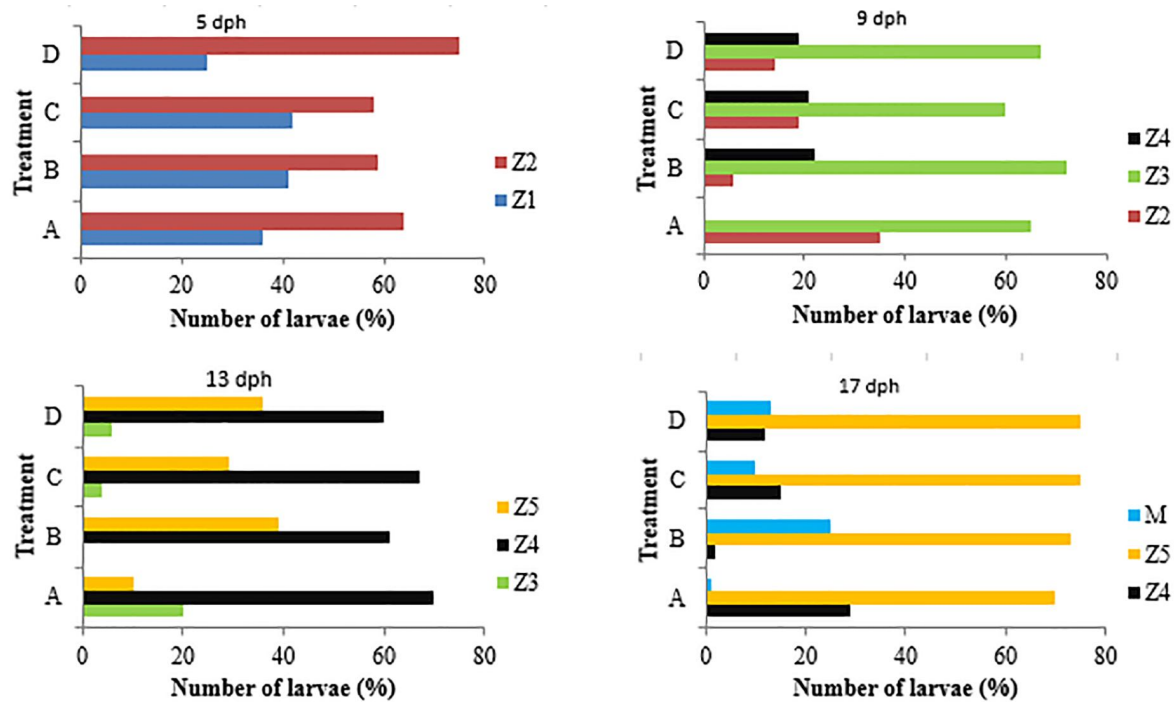 5 dph
Treatment
D
C
B
A
Z2
Z1
0 20 40 60 80
Number of larvae (%)
9 dph
Treatment
D
C
B
A
Z4
Z3
Z2
0 20 40 60 80
Number of larvae (%)
13 dph
Treatment
D
C
B
A
Z5
Z4
Z3
0 20 40 60 80
Number of larvae (%)
17 dph
Treatment
D
C
B
A
M
Z5
Z4
0 20 40 60 80
Number of larvae (%)